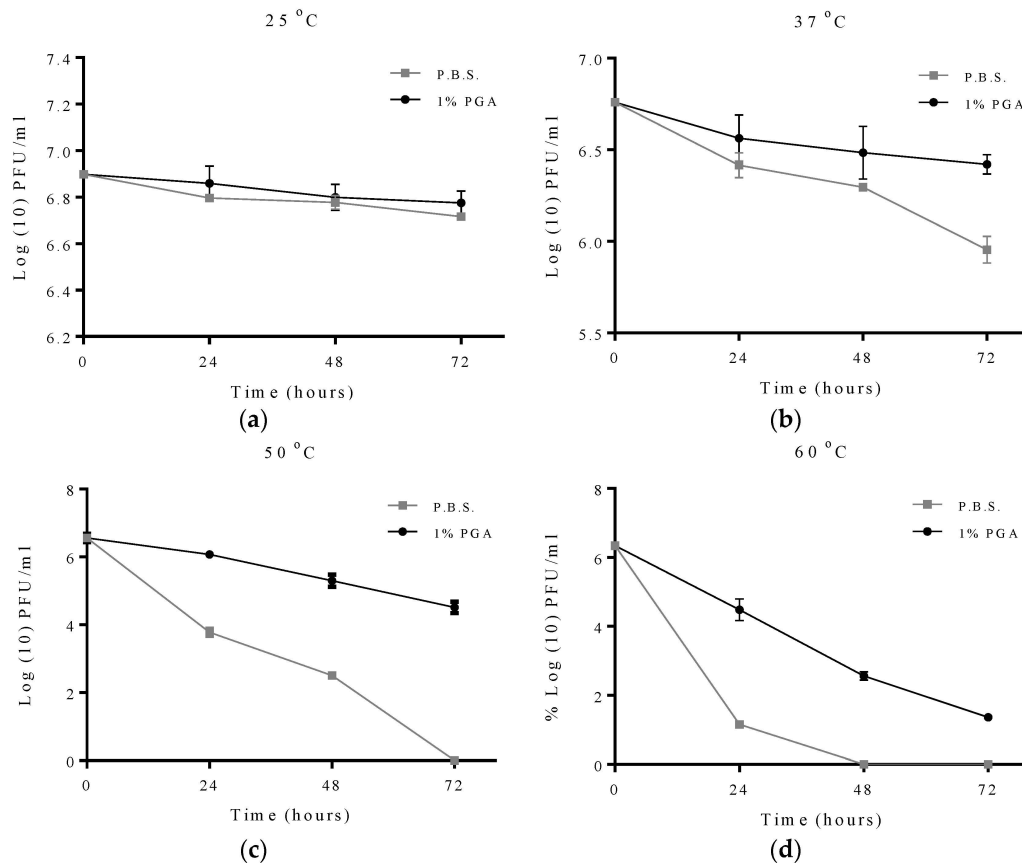 25 °C
7.4
7.2
7.0
6.8
6.6
6.4
6.2
Log (10) PFU/ml
P.B.S.
1% PGA
0 24 48 72
Time (hours)
(a)
37 °C
7.0
6.5
6.0
5.5
Log (10) PFU/ml
P.B.S.
1% PGA
0 24 48 72
Time (hours)
(b)
50 °C
8
6
4
2
0
Log (10) PFU/ml
P.B.S.
1% PGA
0 24 48 72
Time (hours)
(c)
60 °C
8
6
4
2
0
% Log (10) PFU/ml
P.B.S.
1% PGA
0 24 48 72
Time (hours)
(d)